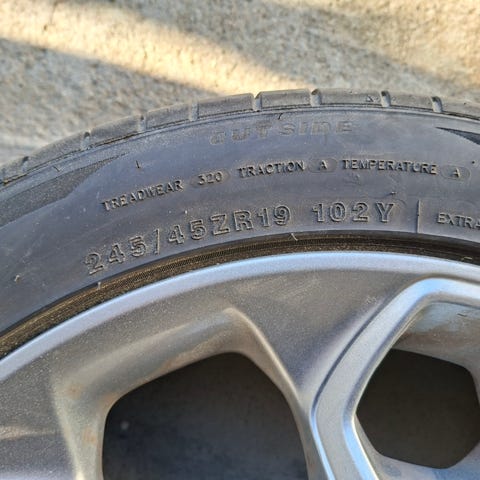 OUTSIDE
TREADWEAR 320 TRACTION A TEMPERATURE A
245/45ZR19 102Y EXTRA